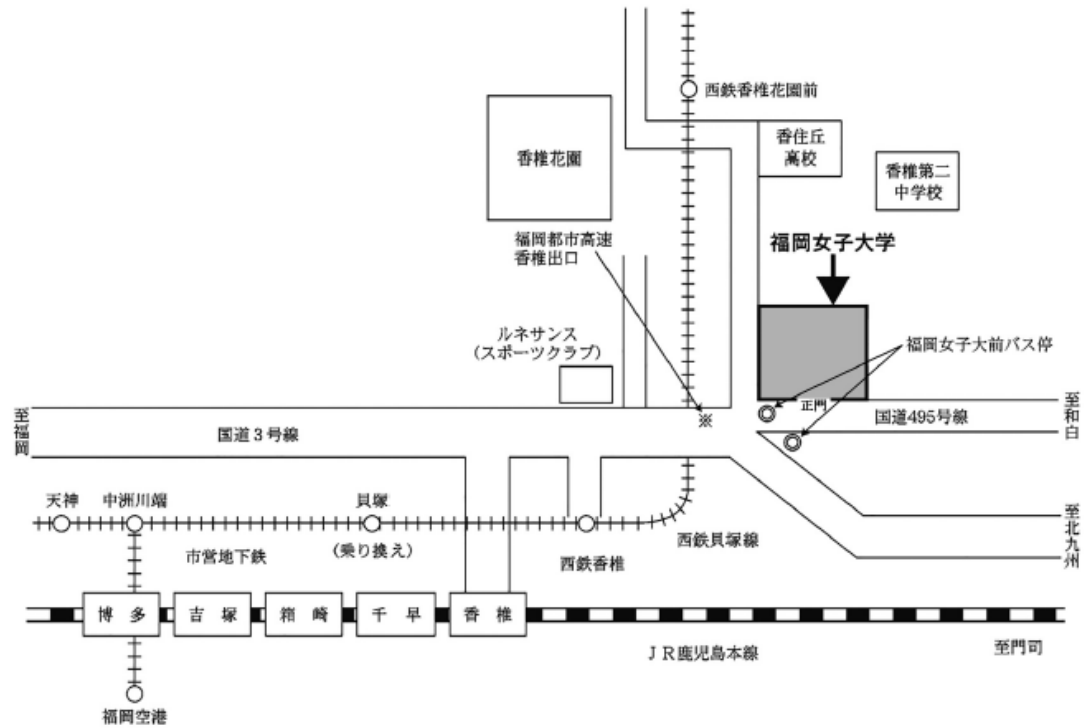 西鉄香椎花園前
香椎花園
香住丘
高校
香椎第二
中学校
福岡女子大学
福岡都市高速
香椎出口
ルネサンス
（スポーツクラブ）
福岡女子大前バス停
正門
※
至福岡
国道３号線
国道495号線
至和白
天神
中洲川端
貝塚
（乗り換え）
市営地下鉄
西鉄香椎
西鉄貝塚線
至北九州
博多
吉塚
箱崎
千早
香椎
ＪＲ鹿児島本線
至門司
福岡空港